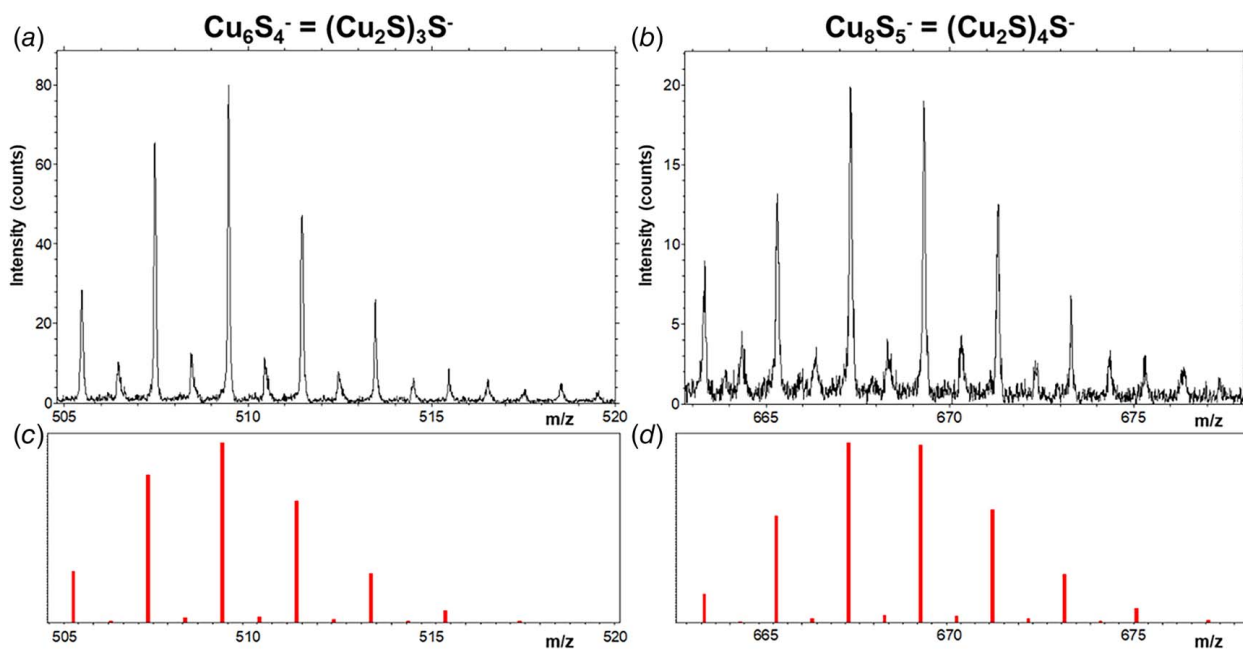 (a) Cu₆S₄⁻ = (Cu₂S)₃S⁻
80
60
40
20
0
Intensity (counts)
505 510 515 520
m/z
(b) Cu₈S₅⁻ = (Cu₂S)₄S⁻
20
15
10
5
0
Intensity (counts)
665 670 675
m/z
(c)
505 510 515 520
m/z
(d)
665 670 675
m/z